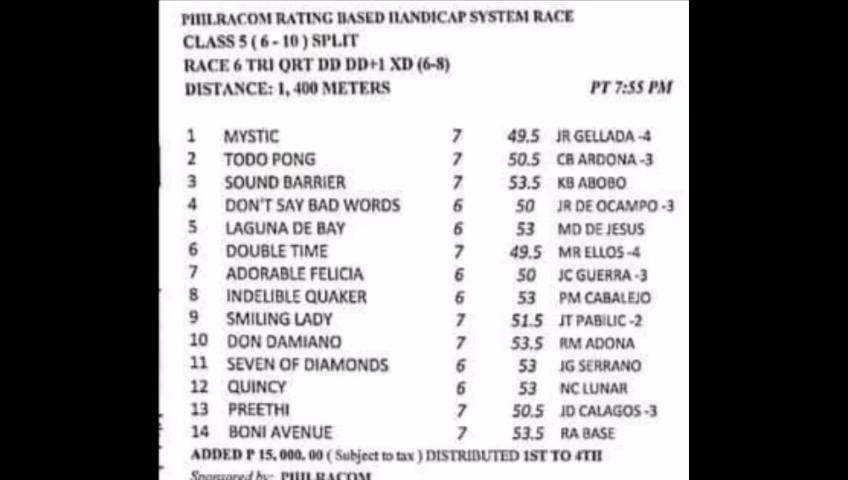 PHILRACOM RATING BASED HANDICAP SYSTEM RACE
CLASS 5 ( 6 - 10 ) SPLIT
RACE 6 TRI QRT DD DD+1 XD (6-8)
DISTANCE: 1, 400 METERS PT 7:55 PM
1 MYSTIC 7 49.5 JR GELLADA -4
2 TODO PONG 7 50.5 CB ARDONA -3
3 SOUND BARRIER 7 53.5 KB ABOBO
4 DON'T SAY BAD WORDS 6 50 JR DE OCAMPO -3
5 LAGUNA DE BAY 6 53 MD DE JESUS
6 DOUBLE TIME 7 49.5 MR ELLOS -4
7 ADORABLE FELICIA 6 50 JC GUERRA -3
8 INDELIBLE QUAKER 6 53 PM CABALEJO
9 SMILING LADY 7 51.5 JT PABILIC -2
10 DON DAMIANO 7 53.5 RM ADONA
11 SEVEN OF DIAMONDS 6 53 JG SERRANO
12 QUINCY 6 53 NC LUNAR
13 PREETHI 7 50.5 JD CALAGOS -3
14 BONI AVENUE 7 53.5 RA BASE
ADDED P 15, 000. 00 ( Subject to tax ) DISTRIBUTED 1ST TO 4TH
Sponsored by: PHILRACOM